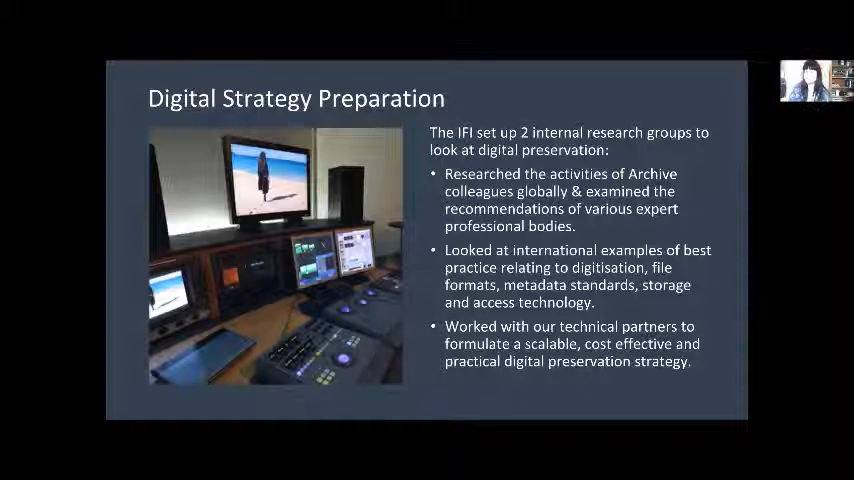 Digital Strategy Preparation
The IFI set up 2 internal research groups to
look at digital preservation:
• Researched the activities of Archive
colleagues globally & examined the
recommendations of various expert
professional bodies.
• Looked at international examples of best
practice relating to digitisation, file
formats, metadata standards, storage
and access technology.
• Worked with our technical partners to
formulate a scalable, cost effective and
practical digital preservation strategy.